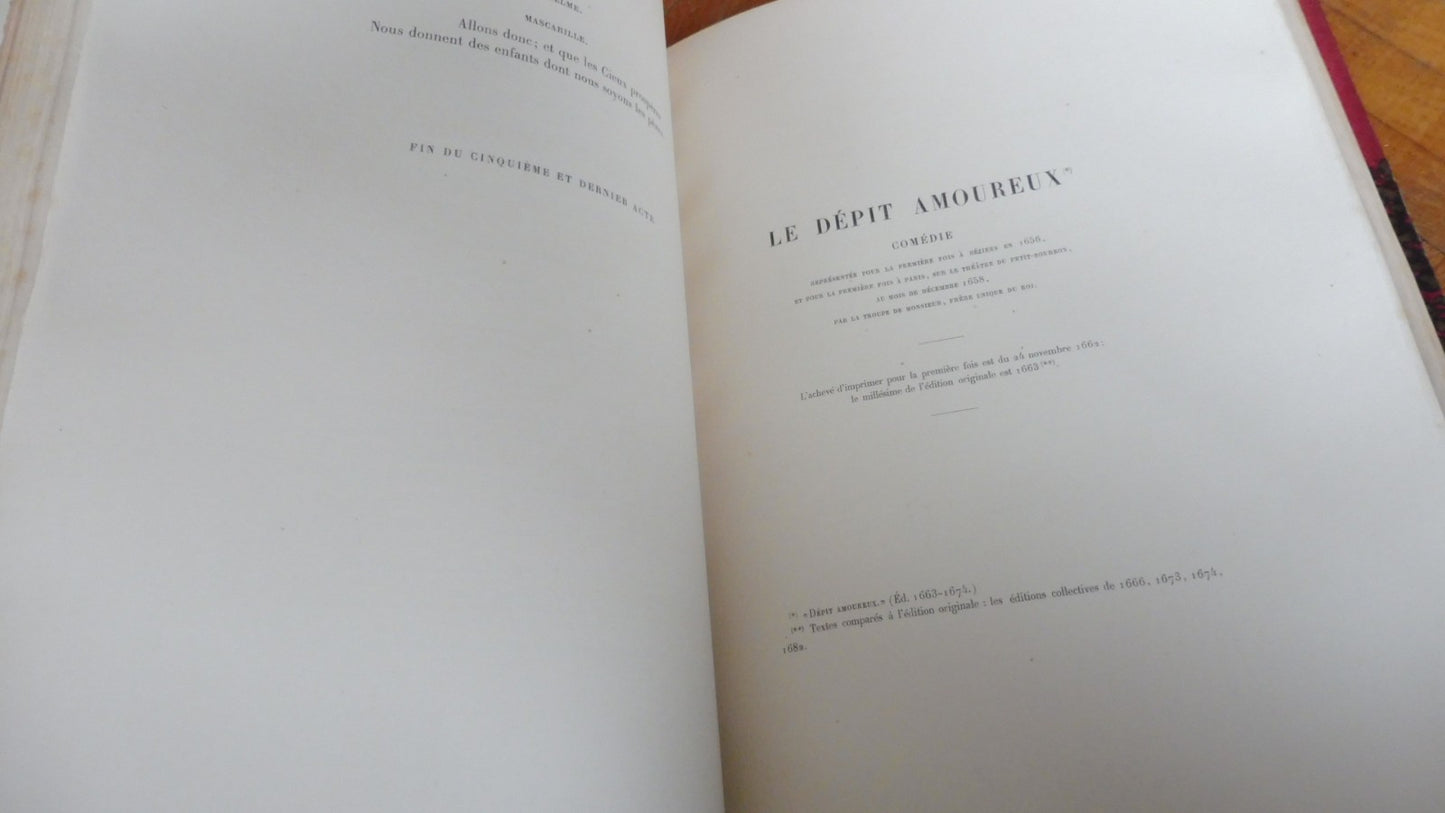 MASCARILLE.
Allons donc; et que les Cieux prospères
Nous donnent des enfants dont nous soyons les pères.
FIN DU CINQUIÈME ET DERNIER ACTE.
LE DÉPIT AMOUREUX(*)
COMÉDIE
REPRÉSENTÉE POUR LA PREMIÈRE FOIS À BÉZIERS EN 1656,
ET POUR LA PREMIÈRE FOIS À PARIS, SUR LE THÉÂTRE DU PETIT-BOURBON,
AU MOIS DE DÉCEMBRE 1658,
PAR LA TROUPE DE MONSIEUR, FRÈRE UNIQUE DU ROI.
L'achevé d'imprimer pour la première fois est du 24 novembre 1662;
le millésime de l'édition originale est 1663(**).
(*) «DÉPIT AMOUREUX.» (Éd. 1663-1674.)
(**) Textes comparés à l'édition originale : les éditions collectives de 1666, 1673, 1674,
1682.